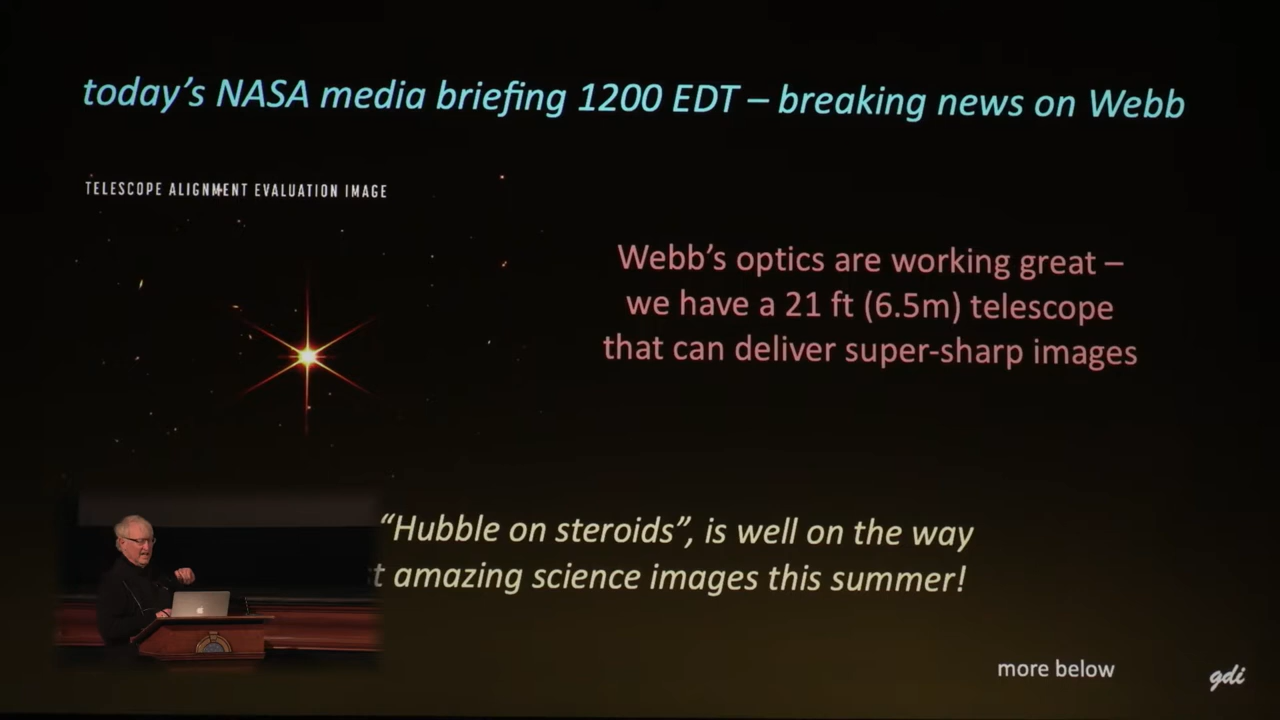 today’s NASA media briefing 1200 EDT – breaking news on Webb
TELESCOPE ALIGNMENT EVALUATION IMAGE
Webb’s optics are working great –
we have a 21 ft (6.5m) telescope
that can deliver super-sharp images
“Hubble on steroids”, is well on the way
amazing science images this summer!
more below
gdi